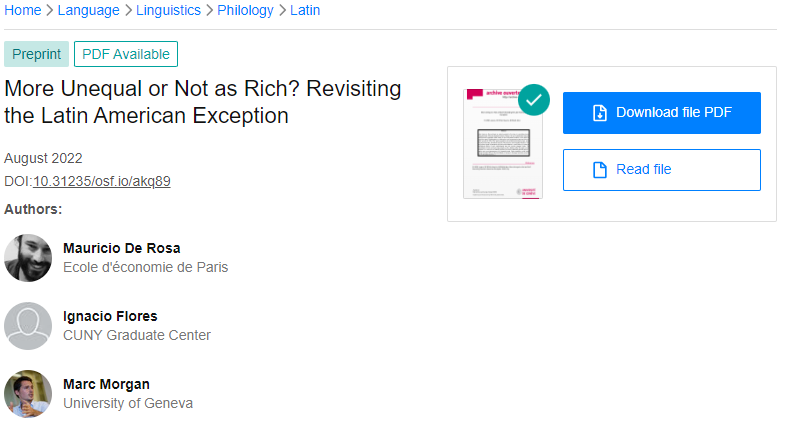 Home > Language > Linguistics > Philology > Latin
Preprint PDF Available
More Unequal or Not as Rich? Revisiting
the Latin American Exception
August 2022
DOI:10.31235/osf.io/akq89
Authors:
Mauricio De Rosa
Ecole d'économie de Paris
Ignacio Flores
CUNY Graduate Center
Marc Morgan
University of Geneva
archive ouverte
Download file PDF
Read file